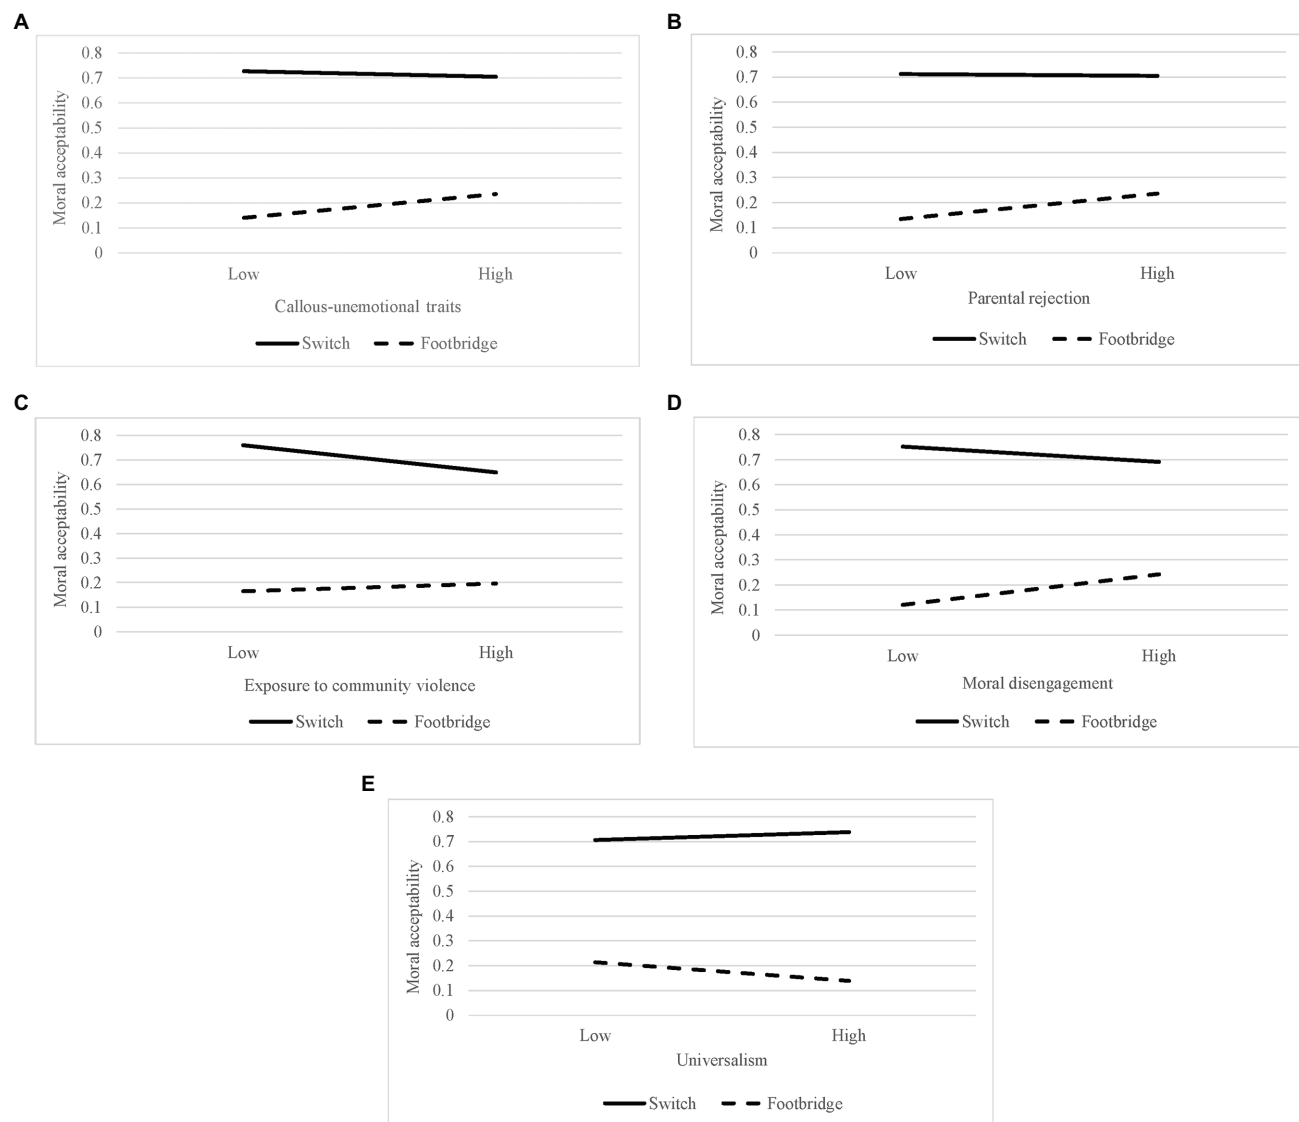 A
0.8
0.7
0.6
0.5
0.4
0.3
0.2
0.1
0
Moral acceptability
Low High
Callous-unemotional traits
Switch Footbridge
B
0.8
0.7
0.6
0.5
0.4
0.3
0.2
0.1
0
Moral acceptability
Low High
Parental rejection
Switch Footbridge
C
0.8
0.7
0.6
0.5
0.4
0.3
0.2
0.1
0
Moral acceptability
Low High
Exposure to community violence
Switch Footbridge
D
0.8
0.7
0.6
0.5
0.4
0.3
0.2
0.1
0
Moral acceptability
Low High
Moral disengagement
Switch Footbridge
E
0.8
0.7
0.6
0.5
0.4
0.3
0.2
0.1
0
Moral acceptability
Low High
Universalism
Switch Footbridge